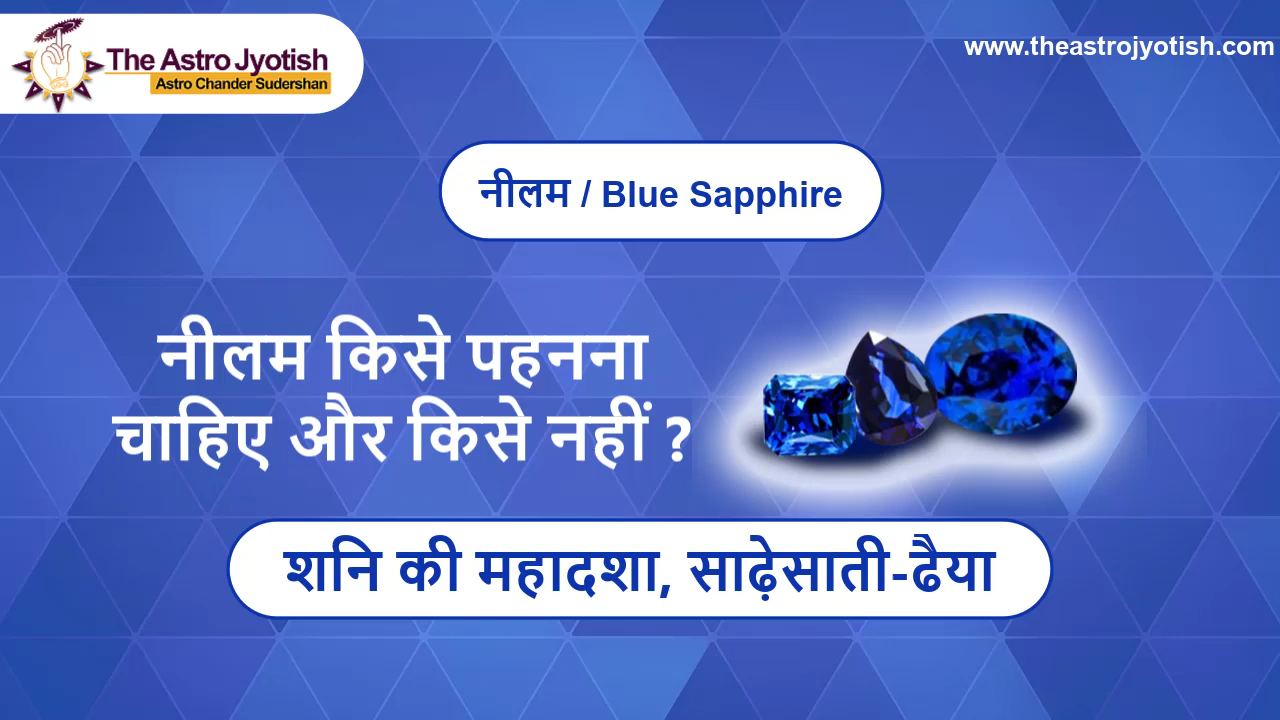 The Astro Jyotish
Astro Chander Sudershan
www.theastrojyotish.com
नीलम / Blue Sapphire
नीलम किसे पहनना
चाहिए और किसे नहीं ?
शनि की महादशा, साढ़ेसाती-ढैया